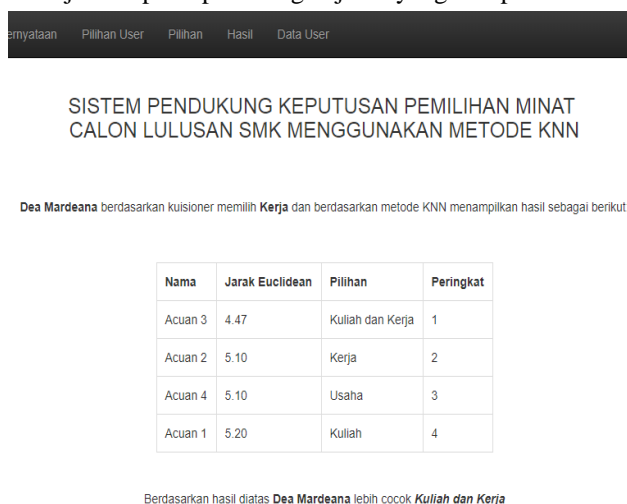 Pilihan User Pilihan Hasil Data User
SISTEM PENDUKUNG KEPUTUSAN PEMILIHAN MINAT
CALON LULUSAN SMK MENGGUNAKAN METODE KNN
Dea Mardeana berdasarkan kuisioner memilih Kerja dan berdasarkan metode KNN menampilkan hasil sebagai berikut
Nama Jarak Euclidean Pilihan Peringkat
Acuan 3 4.47 Kuliah dan Kerja 1
Acuan 2 5.10 Kerja 2
Acuan 4 5.10 Usaha 3
Acuan 1 5.20 Kuliah 4
Berdasarkan hasil diatas Dea Mardeana lebih cocok Kuliah dan Kerja